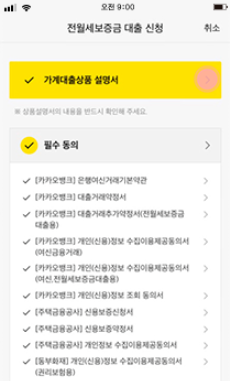 오전 9:00
전월세보증금 대출 신청
취소
가계대출상품 설명서
※ 상품설명서의 내용을 반드시 확인해 주세요.
필수 동의
[카카오뱅크] 은행여신거래기본약관
[카카오뱅크] 대출거래약정서
[카카오뱅크] 대출거래추가약정서(전월세보증금
대출용)
[카카오뱅크] 개인(신용)정보 수집이용제공동의서
(여신금융거래)
[카카오뱅크] 개인(신용)정보 수집이용제공동의서
(여신.전월세보증금대출용)
[카카오뱅크] 개인(신용)정보 조회 동의서
[주택금융공사] 신용보증신청서
[주택금융공사] 신용보증약정서
[주택금융공사] 개인정보 수집이용제공동의서
[동부화재] 개인(신용)정보 수집이용제공동의서
(권리보험용)